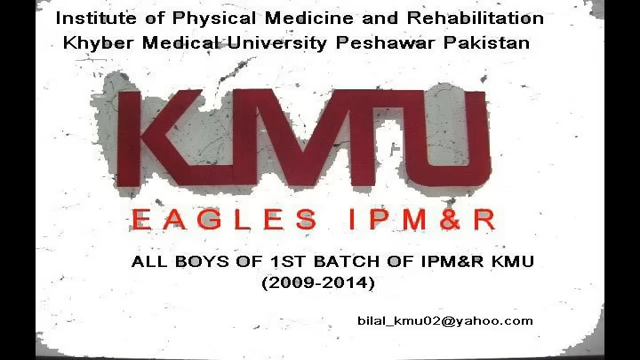 Institute of Physical Medicine and Rehabilitation
Khyber Medical University Peshawar Pakistan
KMU
EAGLES IPM&R
ALL BOYS OF 1ST BATCH OF IPM&R KMU
(2009-2014)
bilal_kmu02@yahoo.com